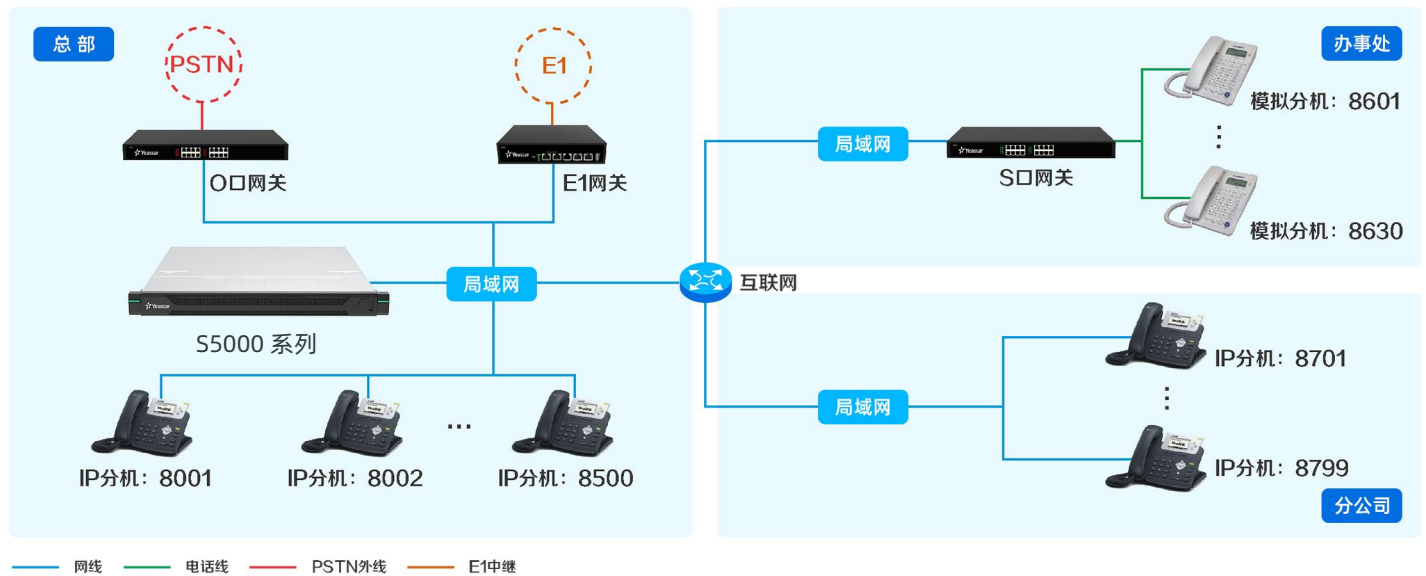 总部
PSTN
E1
Yeastar
O口网关
Yeastar
E1网关
Yeastar
S5000 系列
局域网
互联网
IP分机：8001
IP分机：8002
...
IP分机：8500
办事处
局域网
Yeastar
S口网关
模拟分机：8601
模拟分机：8630
局域网
IP分机：8701
IP分机：8799
分公司
网线
电话线
PSTN外线
E1中继